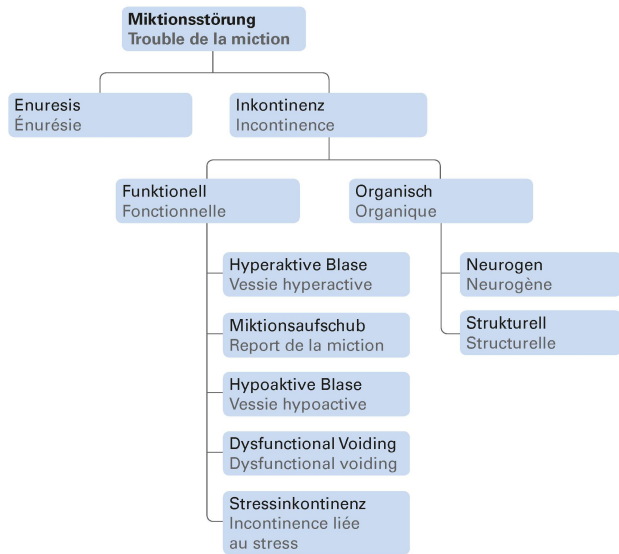 Miktionsstörung
Trouble de la miction
Enuresis
Énurésie
Inkontinenz
Incontinence
Funktionell
Fonctionnelle
Organisch
Organique
Hyperaktive Blase
Vessie hyperactive
Miktionsaufschub
Report de la miction
Hypoaktive Blase
Vessie hypoactive
Dysfunctional Voiding
Dysfunctional voiding
Stressinkontinenz
Incontinence liée
au stress
Neurogen
Neurogène
Strukturell
Structurelle